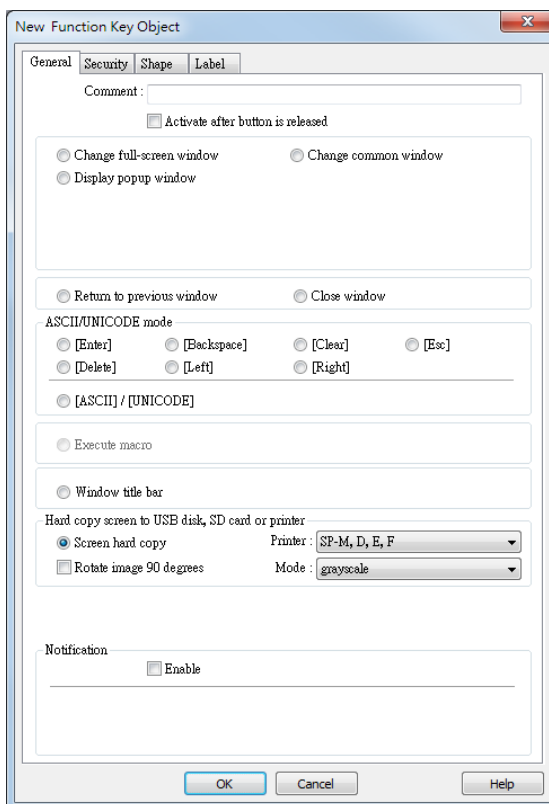 New Function Key Object
General Security Shape Label
Comment :
Activate after button is released
Change full-screen window Change common window
Display popup window
Return to previous window Close window
ASCII/UNICODE mode
[Enter] [Backspace] [Clear] [Esc]
[Delete] [Left] [Right]
[ASCII] / [UNICODE]
Execute macro
Window title bar
Hard copy screen to USB disk, SD card or printer
Screen hard copy Printer : SP-M, D, E, F
Rotate image 90 degrees Mode : grayscale
Notification
Enable
OK Cancel Help